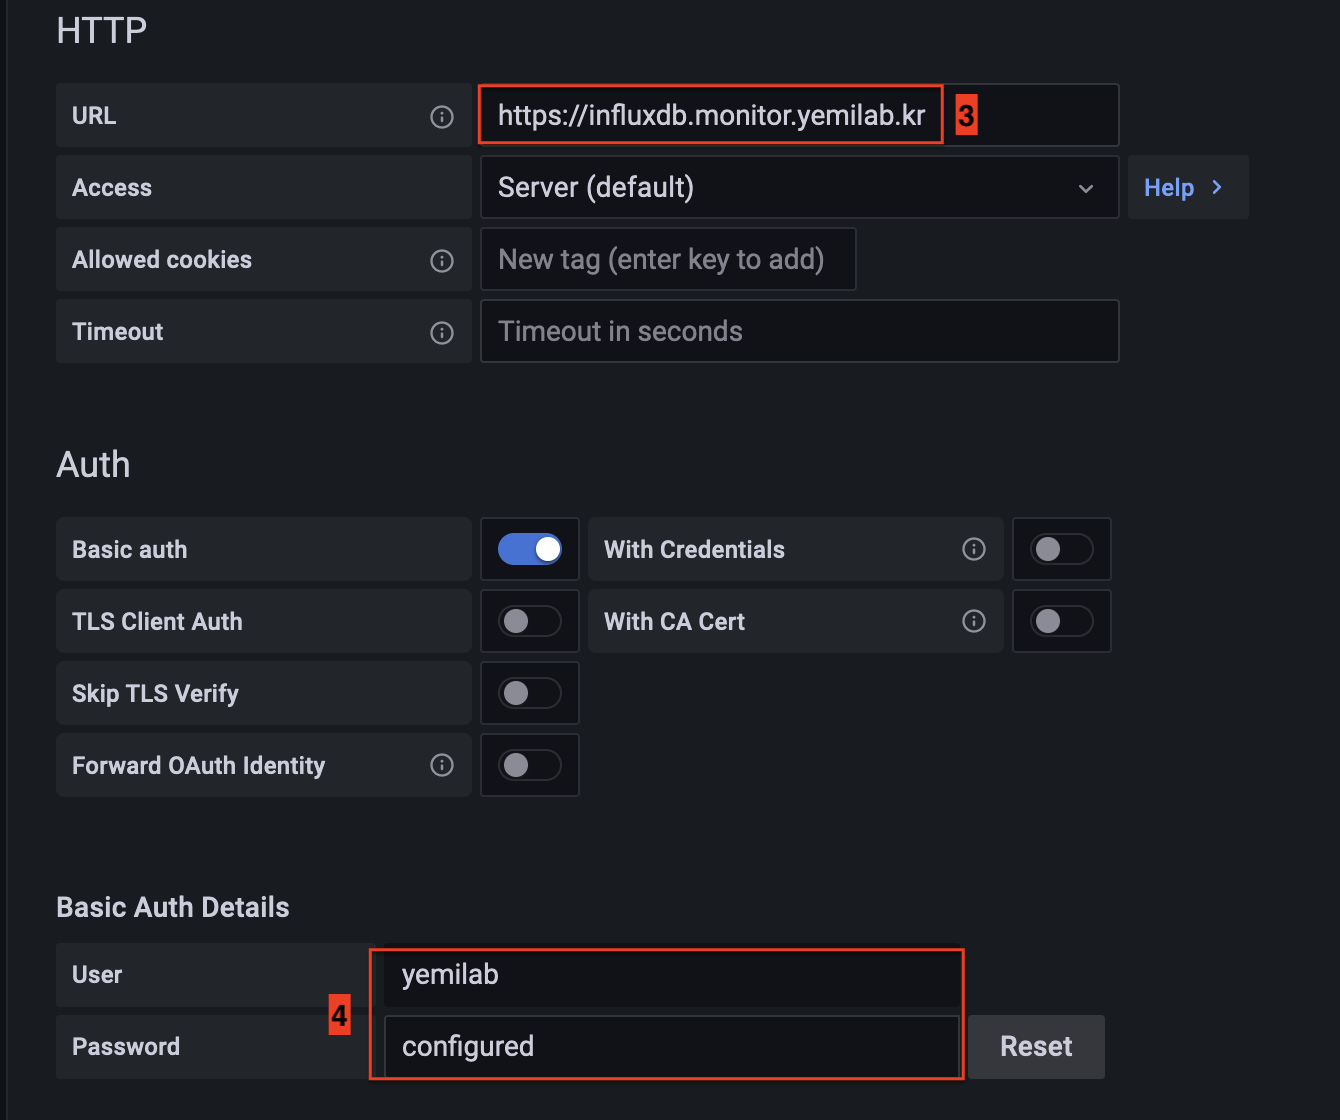 HTTP
URL https://influxdb.monitor.yemilab.kr 3
Access Server (default) Help
Allowed cookies New tag (enter key to add)
Timeout Timeout in seconds
Auth
Basic auth With Credentials
TLS Client Auth With CA Cert
Skip TLS Verify
Forward OAuth Identity
Basic Auth Details
User yemilab
4
Password configured Reset